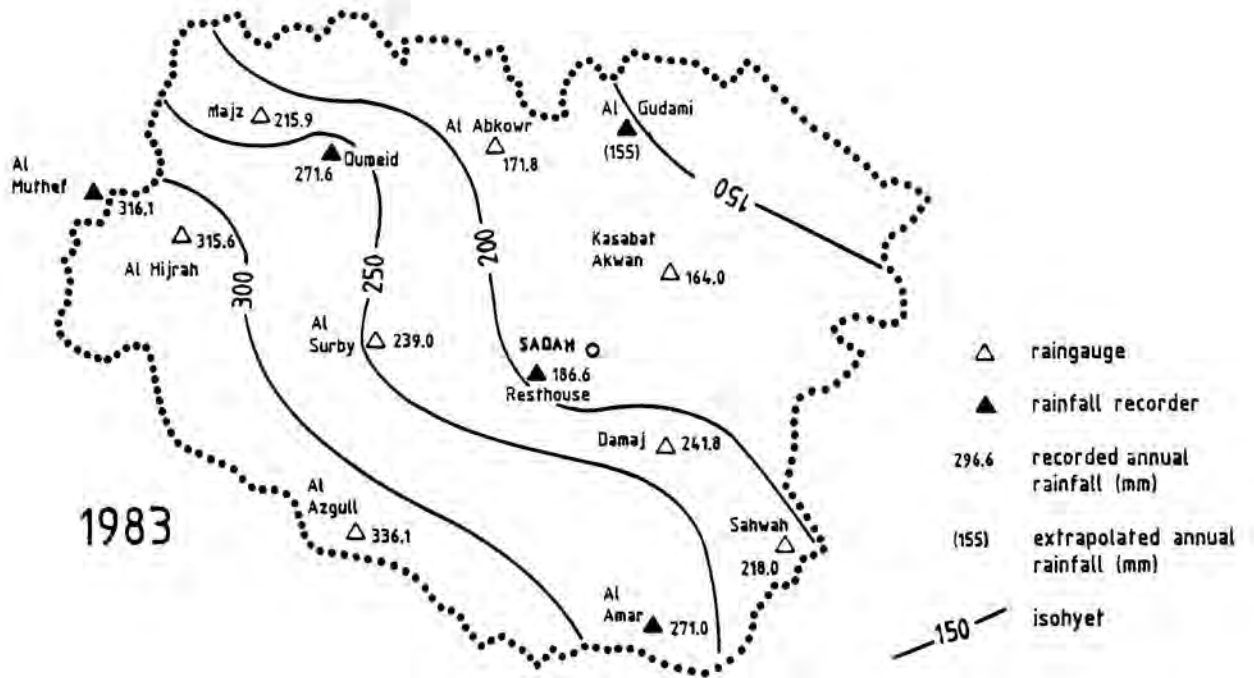 Majz
215.9
Al
Muthef
316.1
Qumeid
271.6
Al Abkowr
171.8
Al Gudami
(155)
150
315.6
Al Hijrah
300
250
200
Kasabat
Akwan
164.0
Al
Surby
239.0
SADAH
186.6
Resthouse
Damaj
241.8
Al
Azgull
336.1
1983
Sahwah
218.0
Al
Amar
271.0
raingauge
rainfall recorder
296.6 recorded annual
rainfall (mm)
(155) extrapolated annual
rainfall (mm)
150 isohyet